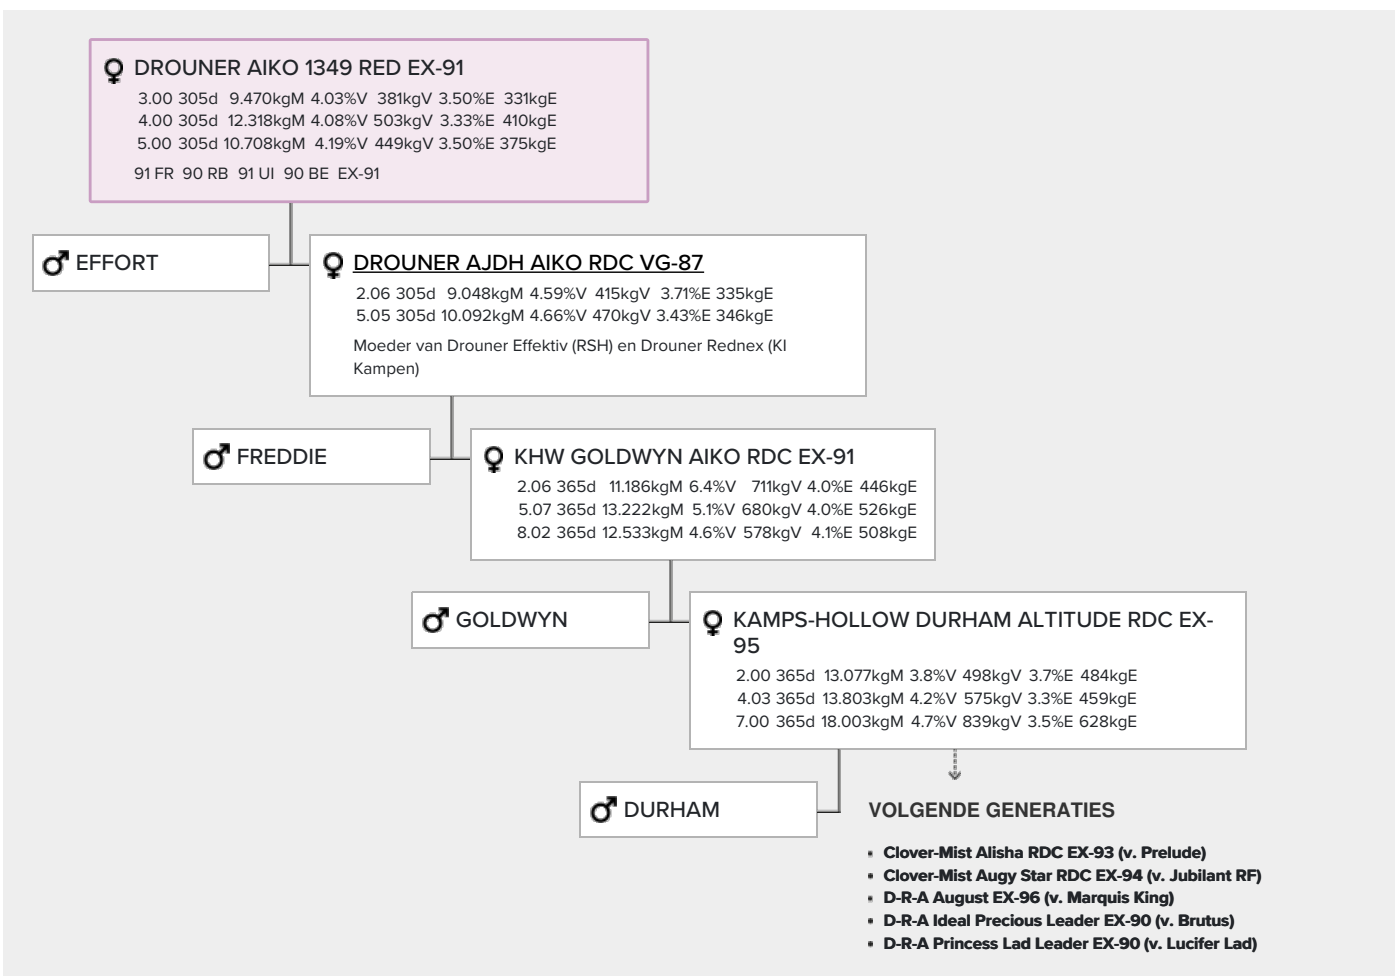 DROUNER AIKO 1349 RED EX-91
3.00 305d 9.470kgM 4.03%V 381kgV 3.50%E 331kgE
4.00 305d 12.318kgM 4.08%V 503kgV 3.33%E 410kgE
5.00 305d 10.708kgM 4.19%V 449kgV 3.50%E 375kgE
91 FR 90 RB 91 UI 90 BE EX-91
EFFORT
DROUNER AJDH AIKO RDC VG-87
2.06 305d 9.048kgM 4.59%V 415kgV 3.71%E 335kgE
5.05 305d 10.092kgM 4.66%V 470kgV 3.43%E 346kgE
Moeder van Drouner Effektiv (RSH) en Drouner Rednex (KI
Kampen)
FREDDIE
KHW GOLDWYN AIKO RDC EX-91
2.06 365d 11.186kgM 6.4%V 711kgV 4.0%E 446kgE
5.07 365d 13.222kgM 5.1%V 680kgV 4.0%E 526kgE
8.02 365d 12.533kgM 4.6%V 578kgV 4.1%E 508kgE
GOLDWYN
KAMPS-HOLLOW DURHAM ALTITUDE RDC EX-
95
2.00 365d 13.077kgM 3.8%V 498kgV 3.7%E 484kgE
4.03 365d 13.803kgM 4.2%V 575kgV 3.3%E 459kgE
7.00 365d 18.003kgM 4.7%V 839kgV 3.5%E 628kgE
DURHAM
VOLGENDE GENERATIES
Clover-Mist Alisha RDC EX-93 (v. Prelude)
Clover-Mist Augy Star RDC EX-94 (v. Jubilant RF)
D-R-A August EX-96 (v. Marquis King)
D-R-A Ideal Precious Leader EX-90 (v. Brutus)
D-R-A Princess Lad Leader EX-90 (v. Lucifer Lad)